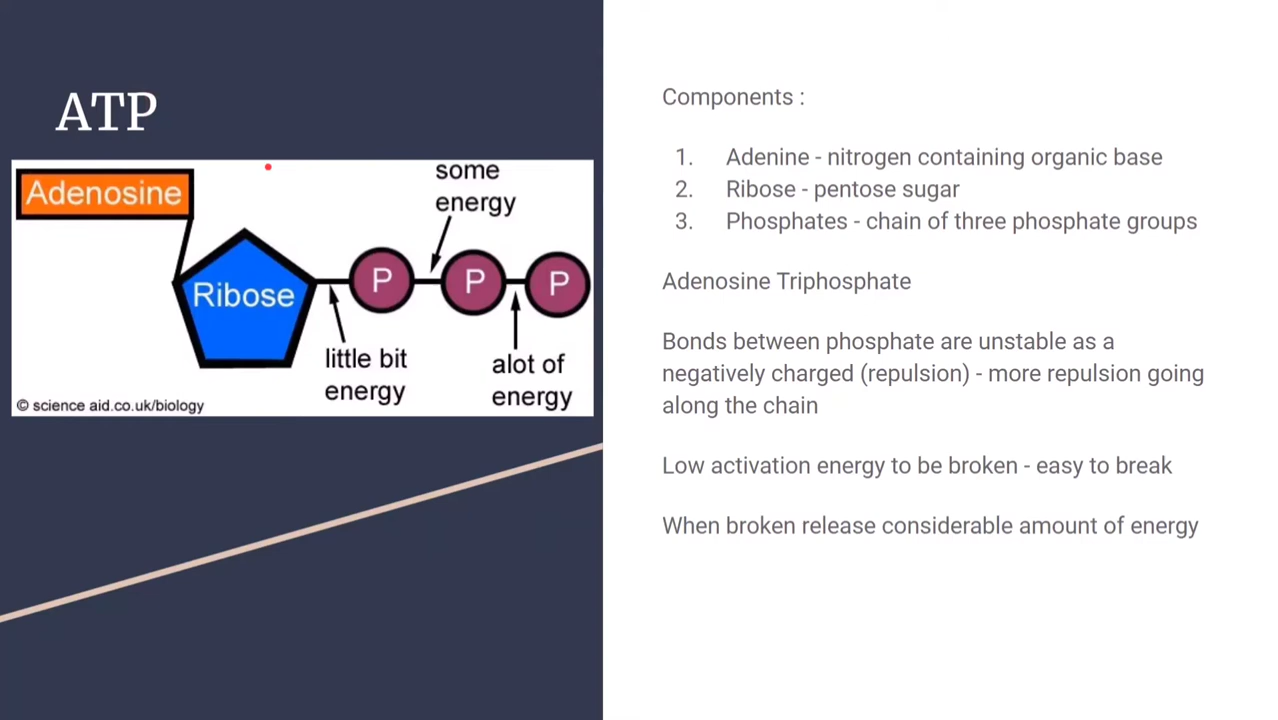 ATP
Adenosine
Ribose
P
P
P
some
energy
little bit
energy
alot of
energy
© science aid.co.uk/biology
Components :
1. Adenine - nitrogen containing organic base
2. Ribose - pentose sugar
3. Phosphates - chain of three phosphate groups
Adenosine Triphosphate
Bonds between phosphate are unstable as a
negatively charged (repulsion) - more repulsion going
along the chain
Low activation energy to be broken - easy to break
When broken release considerable amount of energy